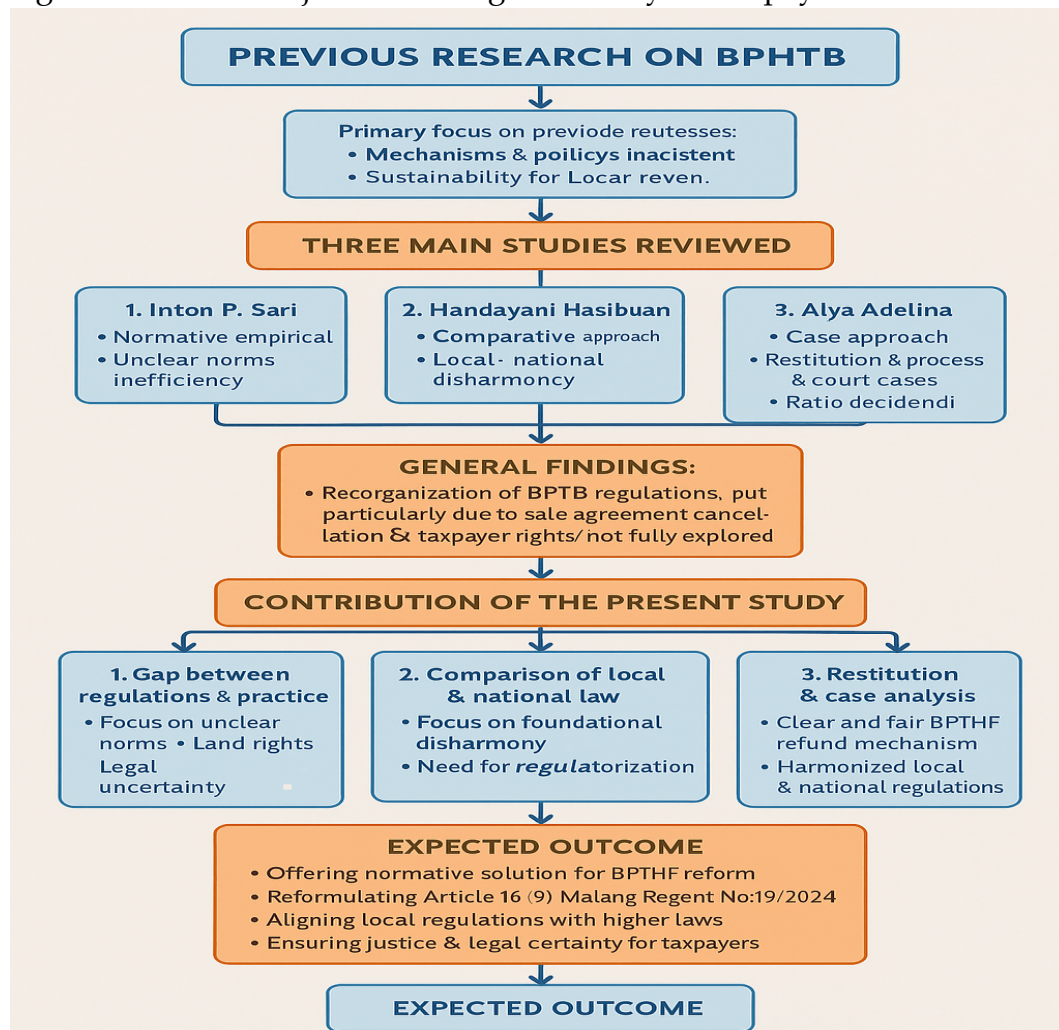 PREVIOUS RESEARCH ON BPHTB
Primary focus on previode reutesses:
• Mechanisms & poilicys inacistent
• Sustainability for Locar reven.
THREE MAIN STUDIES REVIEWED
1. Inton P. Sari
• Normative empirical
• Unclear norms
inefficiency
2. Handayani Hasibuan
• Comparative approach
• Local- national
disharmoncy
3. Alya Adelina
• Case approach
• Restitution & process
& court cases
• Ratio decidendi
GENERAL FINDINGS:
• Recorganization of BPTB regulations, put
particularly due to sale agreement cancel-
lation & taxpayer rights/ not fully explored
CONTRIBUTION OF THE PRESENT STUDY
1. Gap between
regulations & practice
• Focus on unclear
norms • Land rights
Legal
uncertainty
2. Comparison of local
& national law
• Focus on foundational
disharmony
• Need for regulatorization
3. Restitution
& case analysis
• Clear and fair BPTHF
refund mechanism
• Harmonized local
& national regulations
EXPECTED OUTCOME
• Offering normative solution for BPTHF reform
• Reformulating Article 16 (9) Malang Regent No:19/2024
• Aligning local regulations with higher laws
• Ensuring justice & legal certainty for taxpayers
EXPECTED OUTCOME